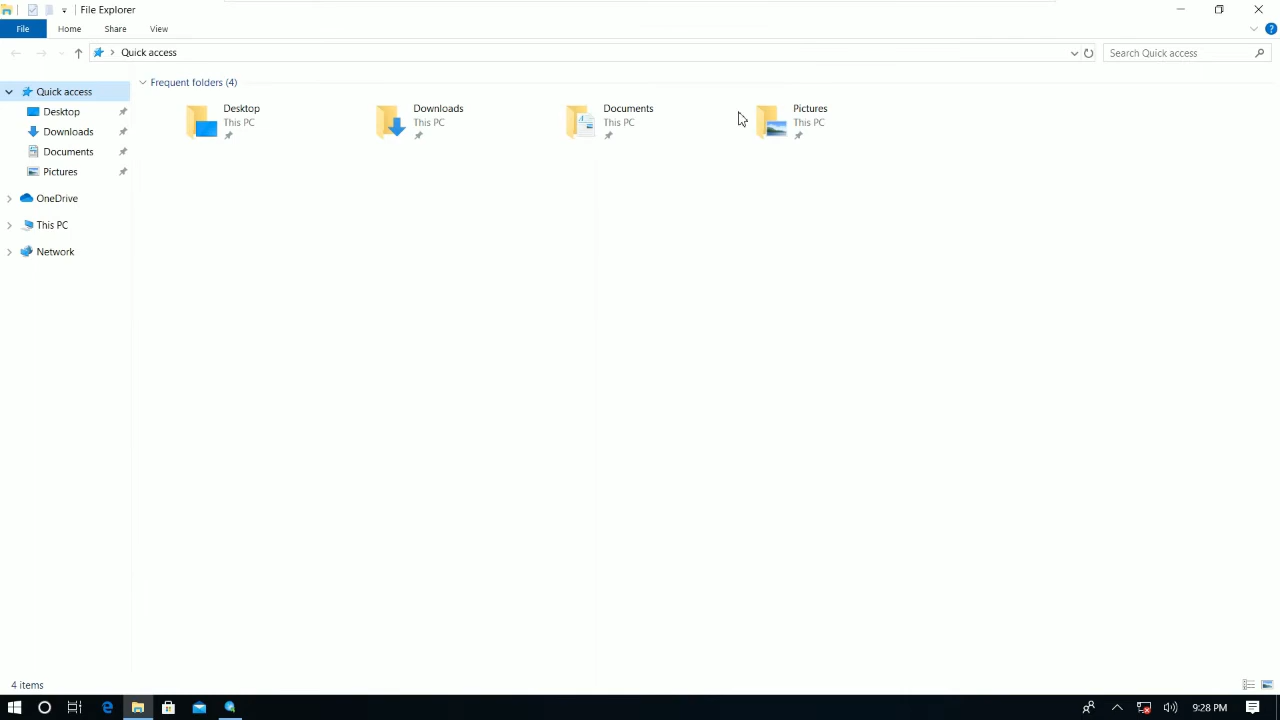 File Explorer
File Home Share View
Quick access
Search Quick access
Quick access
Desktop
Downloads
Documents
Pictures
OneDrive
This PC
Network
Frequent folders (4)
Desktop
This PC
Downloads
This PC
Documents
This PC
Pictures
This PC
4 items
9:28 PM